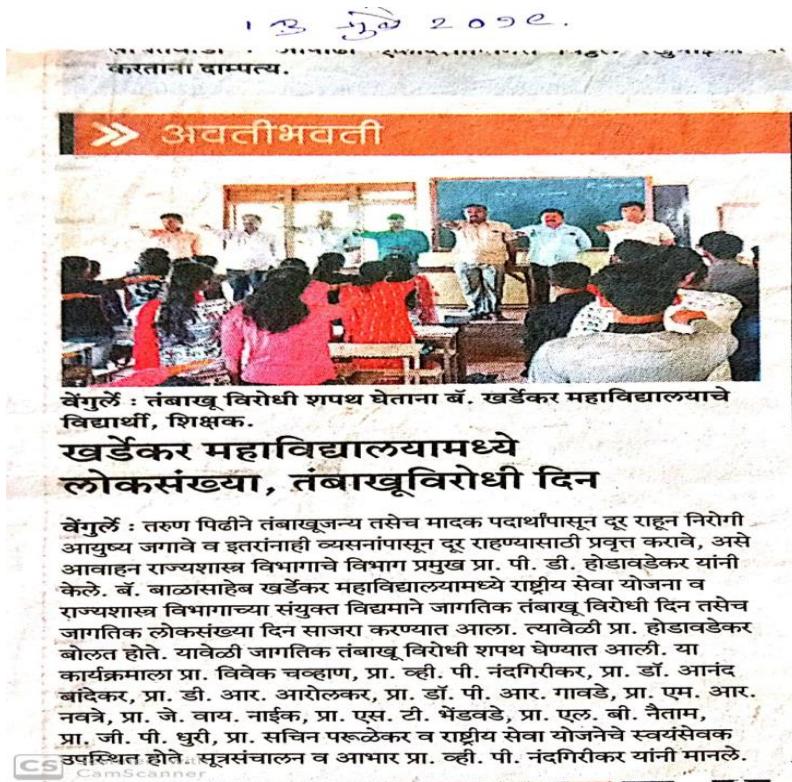 २०१९.
करताना दाम्पत्य.
>> अवतीभवती
वेंगुर्ले : तंबाखू विरोधी शपथ घेताना बॅ. खर्डेकर महाविद्यालयाचे
विद्यार्थी, शिक्षक.
खर्डेकर महाविद्यालयामध्ये
लोकसंख्या, तंबाखूविरोधी दिन
वेंगुर्ले : तरुण पिढीने तंबाखूजन्य तसेच मादक पदार्थांपासून दूर राहून निरोगी
आयुष्य जगावे व इतरांनाही व्यसनांपासून दूर राहण्यासाठी प्रवृत्त करावे, असे
आवाहन राज्यशास्त्र विभागाचे विभाग प्रमुख प्रा. पी. डी. होडावडेकर यांनी
केले. बॅ. बाळासाहेब खर्डेकर महाविद्यालयामध्ये राष्ट्रीय सेवा योजना व
राज्यशास्त्र विभागाच्या संयुक्त विद्यमाने जागतिक तंबाखू विरोधी दिन तसेच
जागतिक लोकसंख्या दिन साजरा करण्यात आला. त्यावेळी प्रा. होडावडेकर
बोलत होते. यावेळी जागतिक तंबाखू विरोधी शपथ घेण्यात आली. या
कार्यक्रमाला प्रा. विवेक चव्हाण, प्रा. व्ही. पी. नंदगिरीकर, प्रा. डॉ. आनंद
बांदेकर, प्रा. डी. आर. आरोलकर, प्रा. डॉ. पी. आर. गावडे, प्रा. एम. आर.
नवत्रे, प्रा. जे. वाय. नाईक, प्रा. एस. टी. भेंडवडे, प्रा. एल. बी. नैताम,
प्रा. जी. पी. धुरी, प्रा. सचिन परूळेकर व राष्ट्रीय सेवा योजनेचे स्वयंसेवक
उपस्थित होते. सूत्रसंचालन व आभार प्रा. व्ही. पी. नंदगिरीकर यांनी मानले.
CS CamScanner